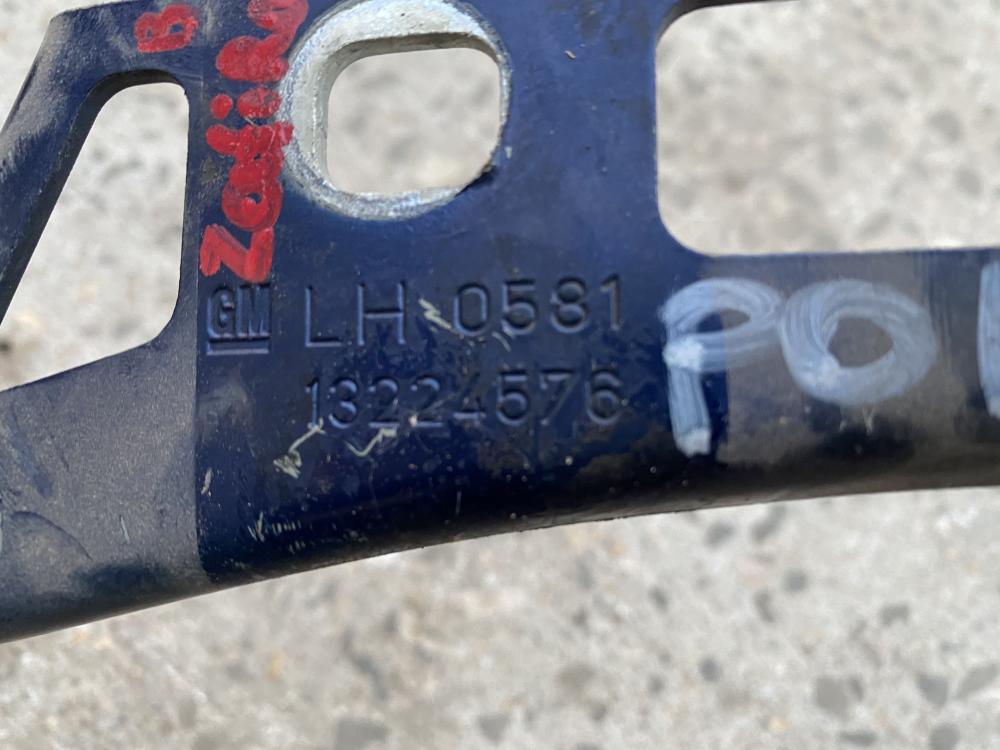 Zafira B
GM LH 0581
13224576
PO